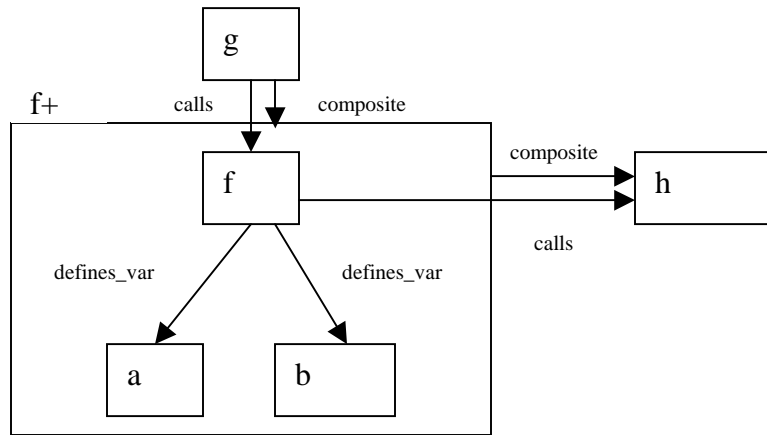 g
calls
composite
f+
f
composite
h
calls
defines_var
defines_var
a
b